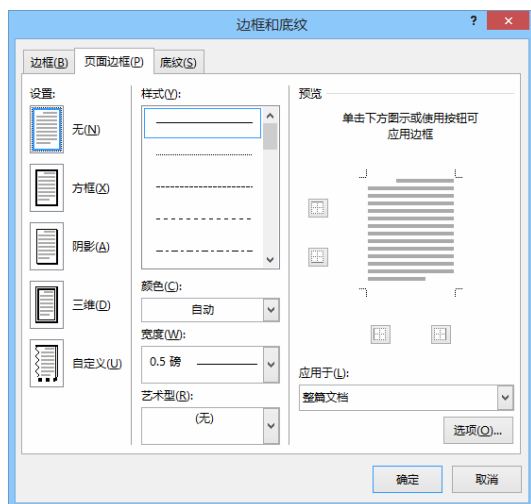 边框和底纹
?
×
边框(B)
页面边框(P)
底纹(S)
设置:
无(N)
方框(X)
阴影(A)
三维(D)
自定义(U)
样式(Y):
颜色(C):
自动
宽度(W):
0.5 磅
艺术型(R):
(无)
预览
单击下方图示或使用按钮可
应用边框
应用于(L):
整篇文档
选项(O)...
确定
取消